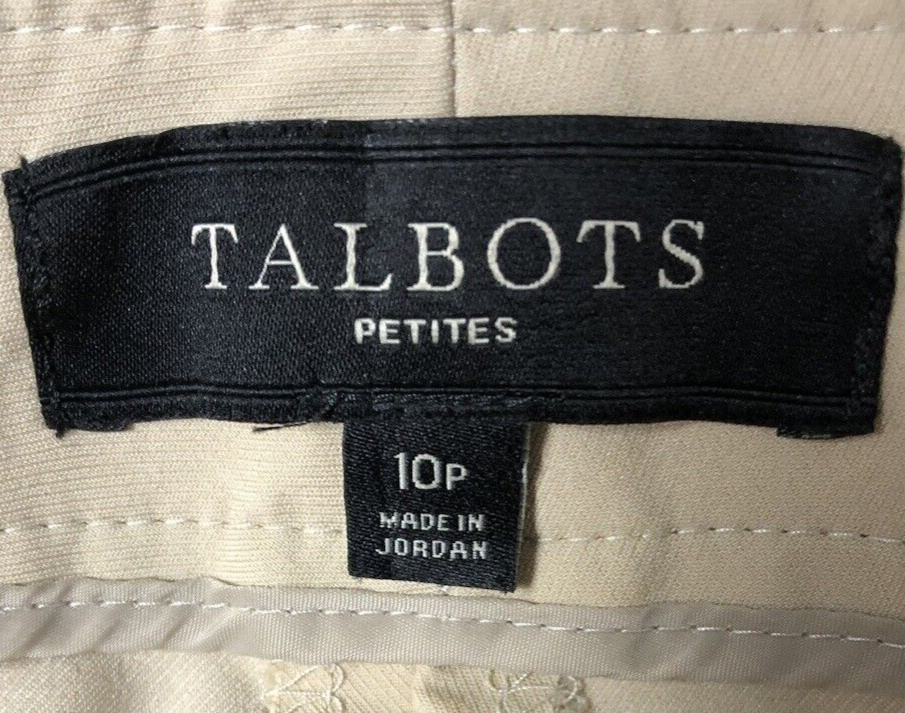 TALBOTS
PETITES
10P
MADE IN
JORDAN